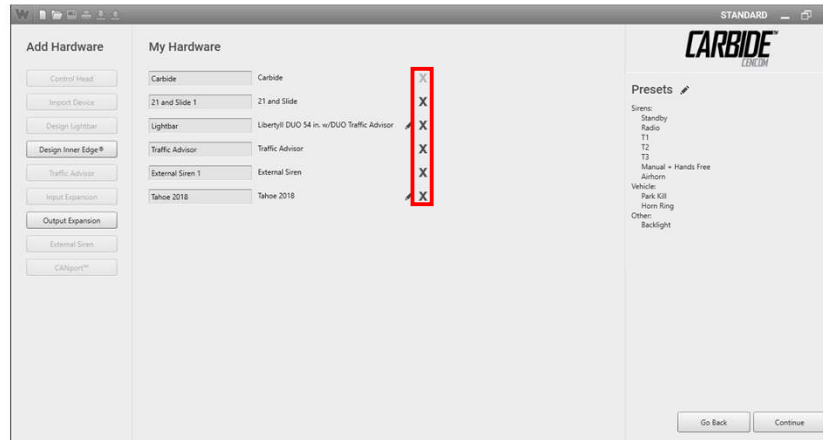 W
STANDARD
Add Hardware
Control Head
Import Device
Design Lightbar
Design Inner Edge®
Traffic Advisor
Input Expansion
Output Expansion
External Siren
CANport™
My Hardware
Carbide Carbide X
21 and Slide 1 21 and Slide X
Lightbar LibertyII DUO 54 in. w/DUO Traffic Advisor X
Traffic Advisor Traffic Advisor X
External Siren 1 External Siren X
Tahoe 2018 Tahoe 2018 X
CARBIDE™
CENCOM
Presets
Sirens:
Standby
Radio
T1
T2
T3
Manual + Hands Free
Airhorn
Vehicle:
Park Kill
Horn Ring
Other:
Backlight
Go Back
Continue